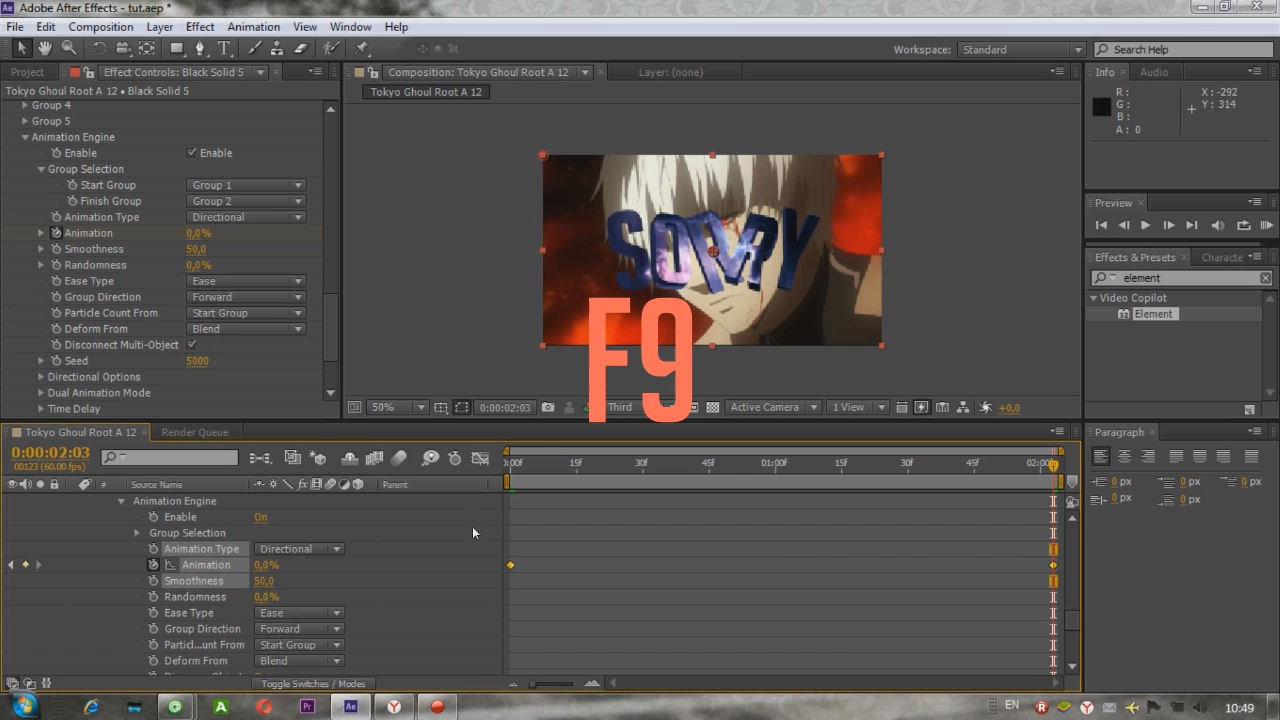 Adobe After Effects - tut.aep *
File Edit Composition Layer Effect Animation View Window Help
Workspace: Standard Search Help
Project Effect Controls: Black Solid 5 Composition: Tokyo Ghoul Root A 12 Layer: (none) Info Audio
Tokyo Ghoul Root A 12 • Black Solid 5
Tokyo Ghoul Root A 12
Group 4
Group 5
Animation Engine
Enable Enable
Group Selection
Start Group Group 1
Finish Group Group 2
Animation Type Directional
Animation 0,0%
Smoothness 50,0
Randomness 0,0%
Ease Type Ease
Group Direction Forward
Particle Count From Start Group
Deform From Blend
Disconnect Multi-Object
Seed 5000
Directional Options
Dual Animation Mode
Time Delay
SORRY
F9
50% 0:00:02:03 Third Active Camera 1 View +0,0
R : X : -292
G : Y : 314
B :
A : 0
Preview
Effects & Presets Characte
element
Video Copilot
Element
Tokyo Ghoul Root A 12 Render Queue
0:00:02:03
00123 (60.00 fps)
:00f 15f 30f 45f 01:00f 15f 30f 45f 02:00f
# Source Name Parent
Animation Engine
Enable On
Group Selection
Animation Type Directional
Animation 0,0%
Smoothness 50,0
Randomness 0,0%
Ease Type Ease
Group Direction Forward
Particl...unt From Start Group
Deform From Blend
Toggle Switches / Modes
Paragraph
0 px 0 px 0 px
0 px 0 px
EN 10:49